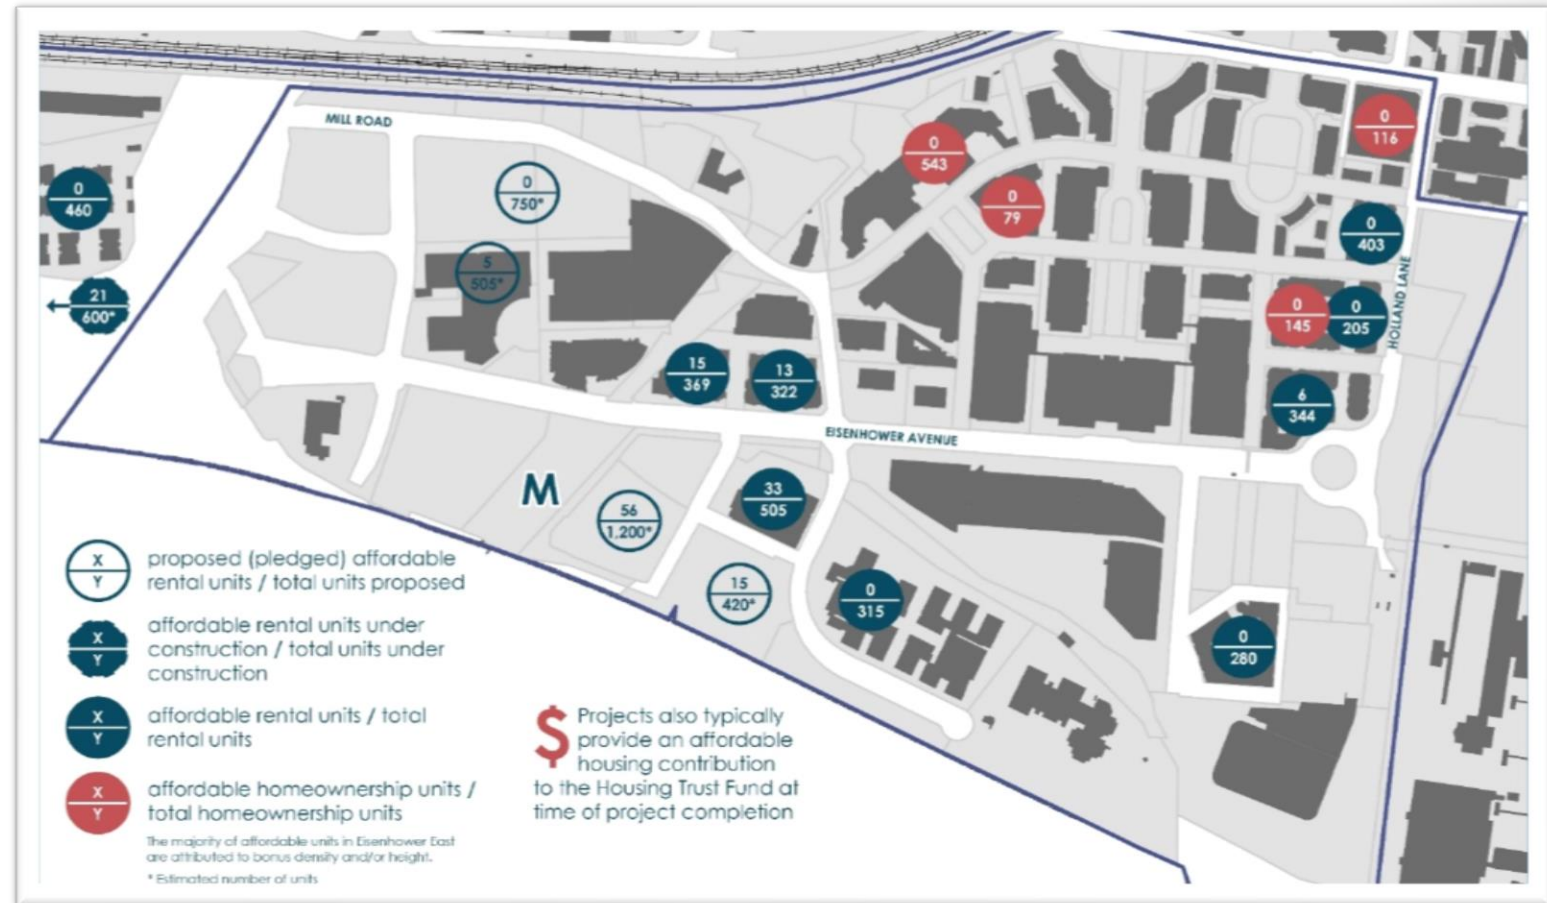 MILL ROAD
0
460
21
600*
0
750*
5
505*
0
543
0
79
0
116
0
403
0
145
0
205
HOLLAND LANE
15
369
13
322
6
344
EISENHOWER AVENUE
M
56
1,200*
33
505
15
420*
0
315
0
280
X
Y
proposed (pledged) affordable
rental units / total units proposed
X
Y
affordable rental units under
construction / total units under
construction
X
Y
affordable rental units / total
rental units
X
Y
affordable homeownership units /
total homeownership units
The majority of affordable units in Eisenhower East
are attributed to bonus density and/or height.
* Estimated number of units
$ Projects also typically
provide an affordable
housing contribution
to the Housing Trust Fund at
time of project completion